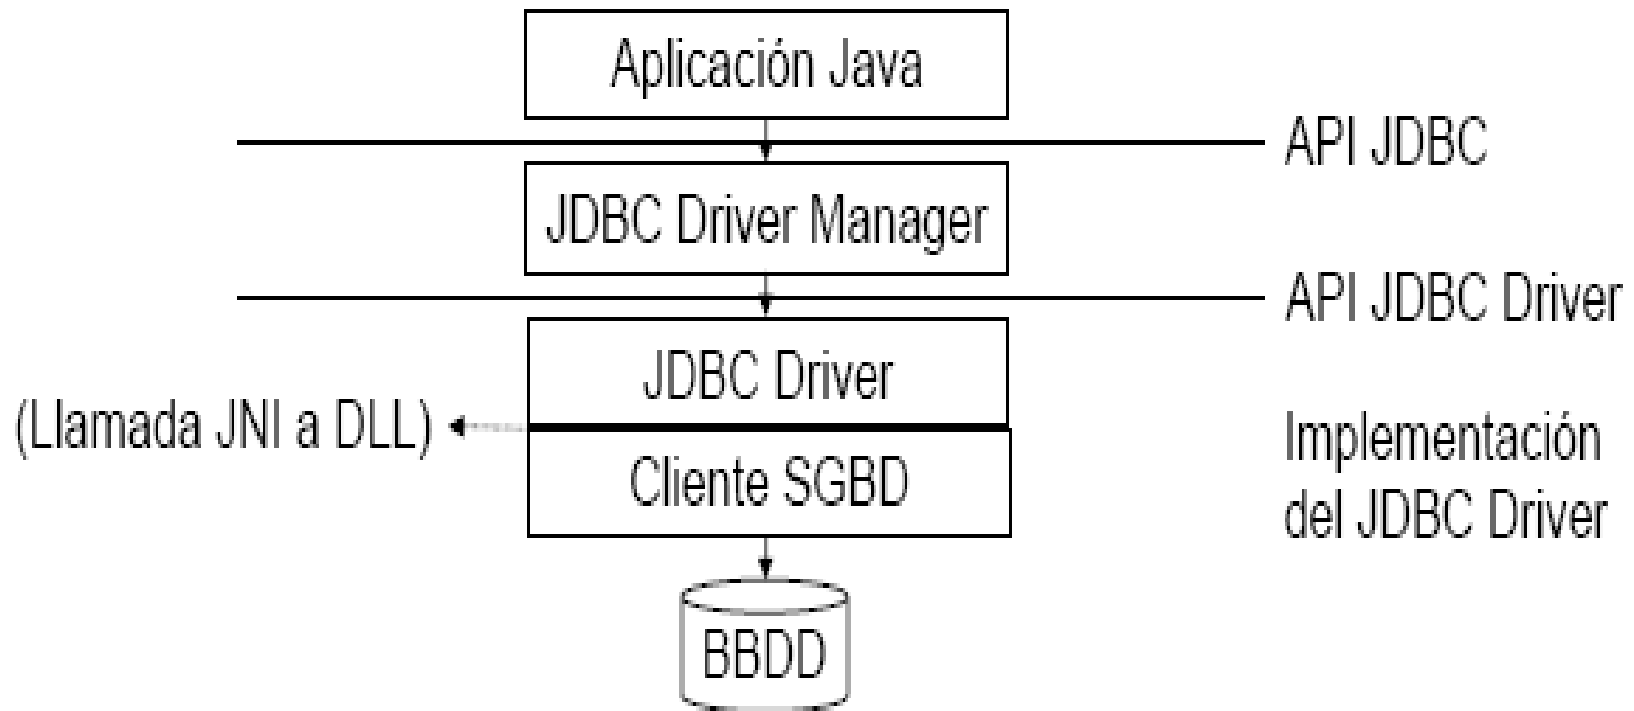 Aplicación Java
API JDBC
JDBC Driver Manager
API JDBC Driver
JDBC Driver
(Llamada JNI a DLL)
Implementación
del JDBC Driver
Cliente SGBD
BBDD